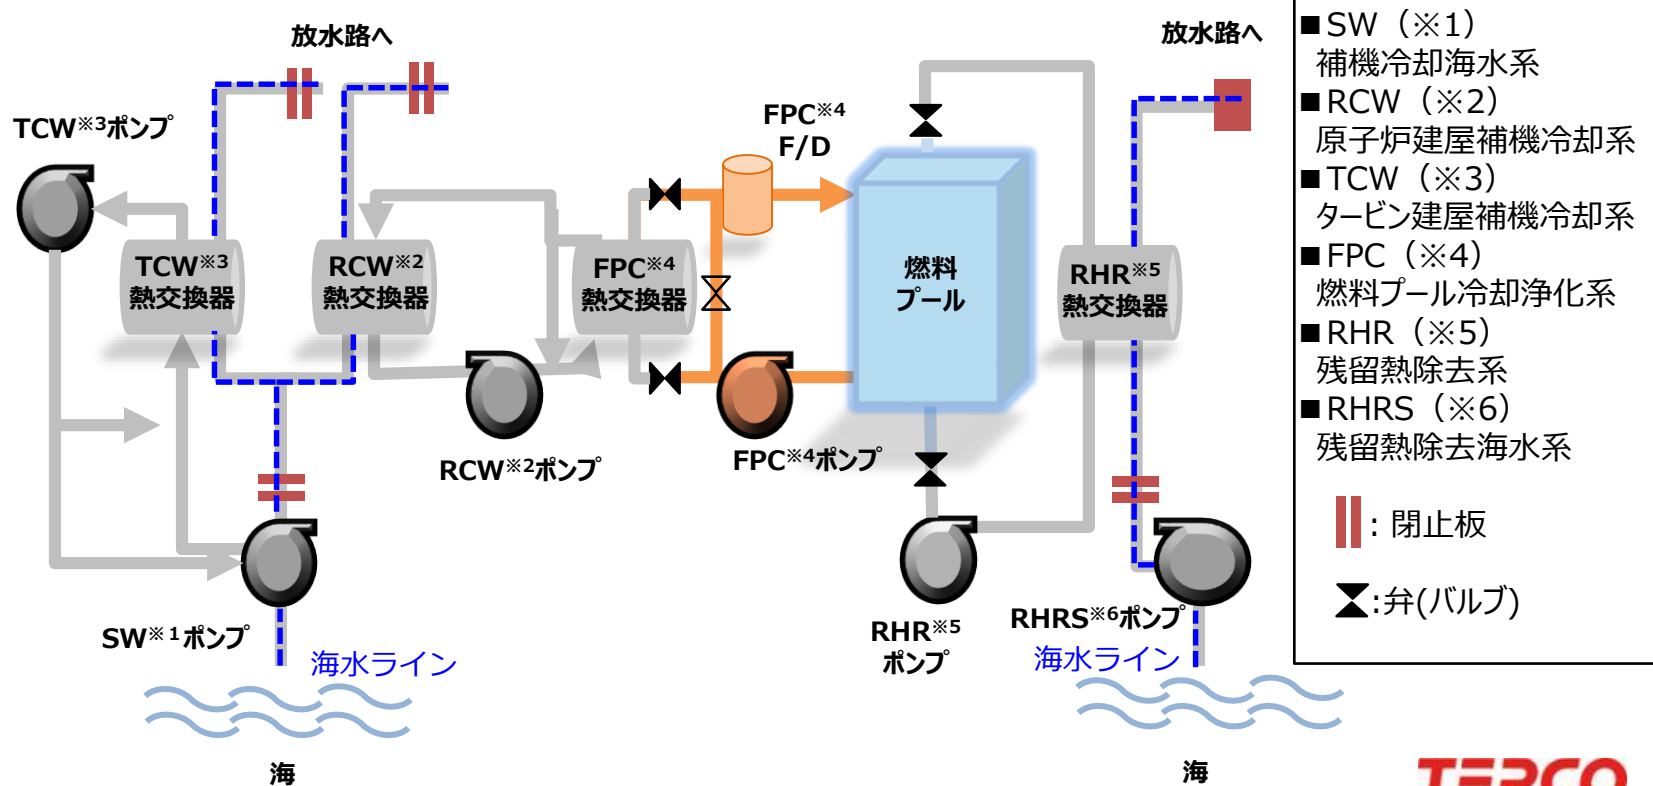 放水路へ
TCW※3ポンプ
TCW※3
熱交換器
RCW※2
熱交換器
RCW※2ポンプ
SW※1ポンプ
海水ライン
海
FPC※4
熱交換器
FPC※4
F/D
FPC※4ポンプ
燃料
プール
放水路へ
RHR※5
熱交換器
RHR※5
ポンプ
RHRS※6ポンプ
海水ライン
海
■SW（※1）
補機冷却海水系
■RCW（※2）
原子炉建屋補機冷却系
■TCW（※3）
タービン建屋補機冷却系
■FPC（※4）
燃料プール冷却浄化系
■RHR（※5）
残留熱除去系
■RHRS（※6）
残留熱除去海水系
：閉止板
:弁(バルブ)
TEPCO